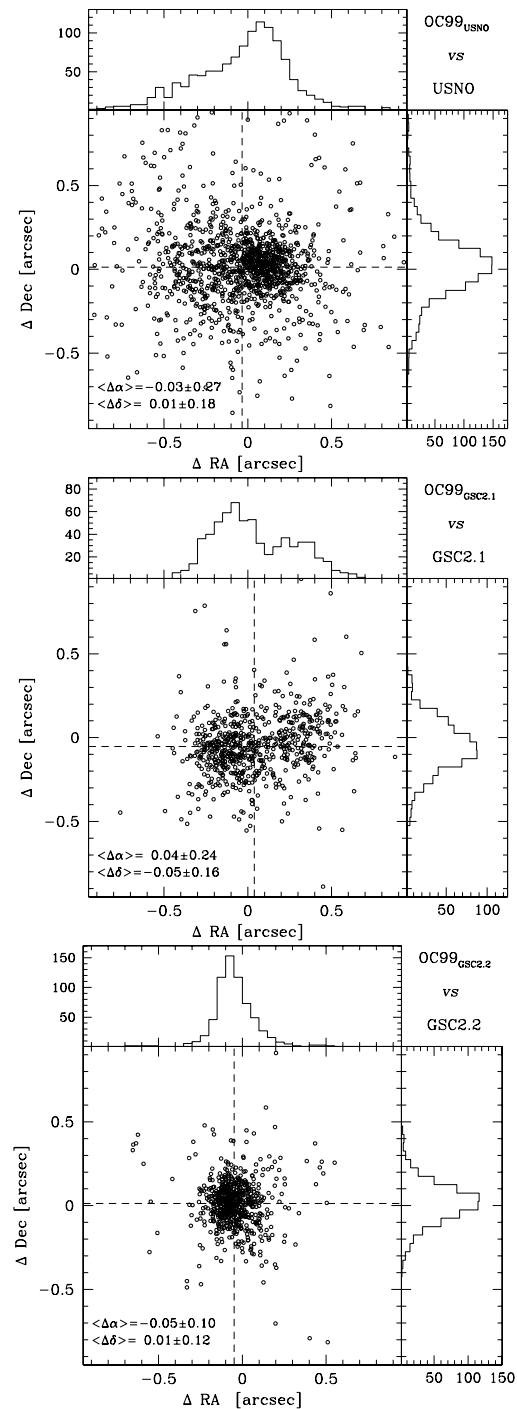 100
50
OC99USNO
vs
USNO
0.5
0
−0.5
Δ Dec [arcsec]
<Δα>=−0.03±0.27
<Δδ>= 0.01±0.18
−0.5 0 0.5
50 100 150
Δ RA [arcsec]
80
60
40
20
OC99GSC2.1
vs
GSC2.1
0.5
0
−0.5
Δ Dec [arcsec]
<Δα>= 0.04±0.24
<Δδ>=−0.05±0.16
−0.5 0 0.5
50 100
Δ RA [arcsec]
150
100
50
OC99GSC2.2
vs
GSC2.2
0.5
0
−0.5
Δ Dec [arcsec]
<Δα>=−0.05±0.10
<Δδ>= 0.01±0.12
−0.5 0 0.5
50 100 150
Δ RA [arcsec]